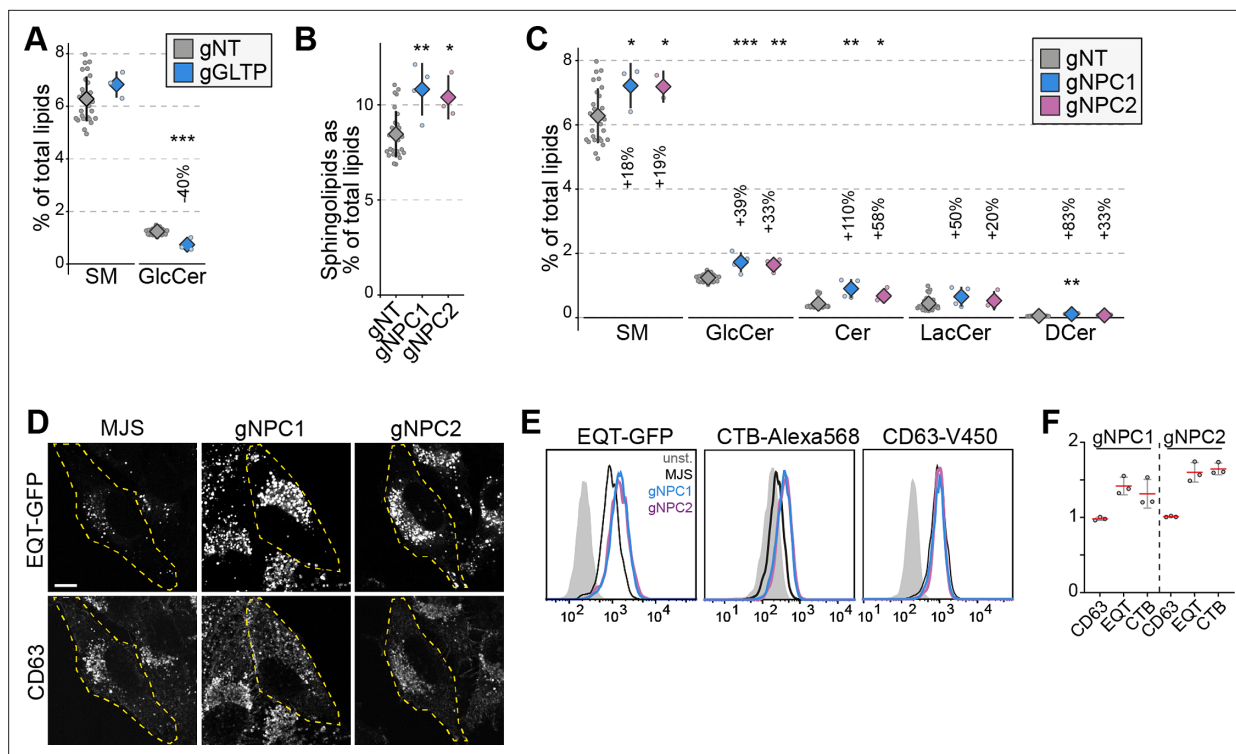 A
gNT
gGLTP
% of total lipids
8
6
4
2
0
***
-40%
SM GlcCer
B
Sphingolipids as
% of total lipids
10
5
0
** *
gNT
gNPC1
gNPC2
C
gNT
gNPC1
gNPC2
% of total lipids
8
6
4
2
0
* * *** ** ** *
**
+18% +19% +39% +33% +110% +58% +50% +20% +83% +33%
SM GlcCer Cer LacCer DCer
D
MJS gNPC1 gNPC2
EQT-GFP
CD63
E
EQT-GFP CTB-Alexa568 CD63-V450
unst.
MJS
gNPC1
gNPC2
10² 10³ 10⁴ 10¹ 10² 10³ 10⁴ 10¹ 10² 10³ 10⁴
F
gNPC1 gNPC2
2
1
0
CD63 EQT CTB CD63 EQT CTB